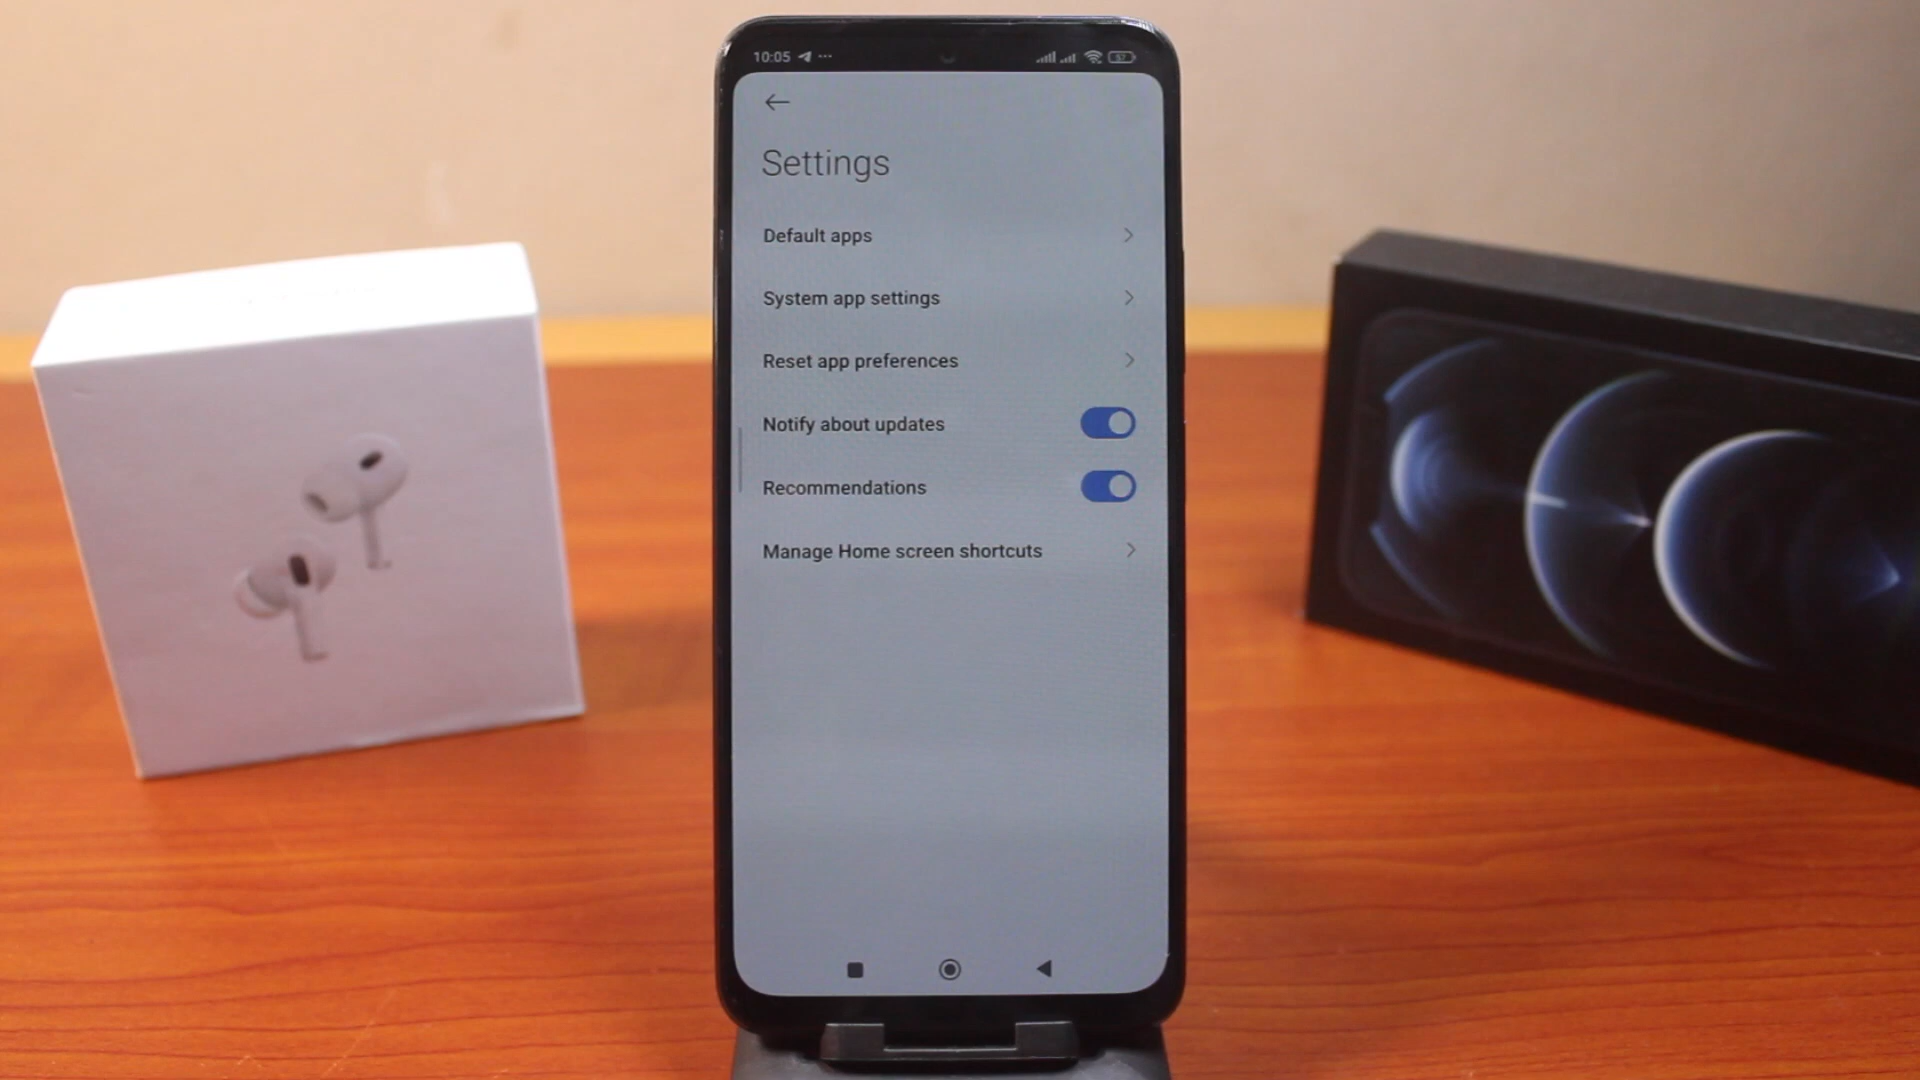 10:05
57
Settings
Default apps
System app settings
Reset app preferences
Notify about updates
Recommendations
Manage Home screen shortcuts